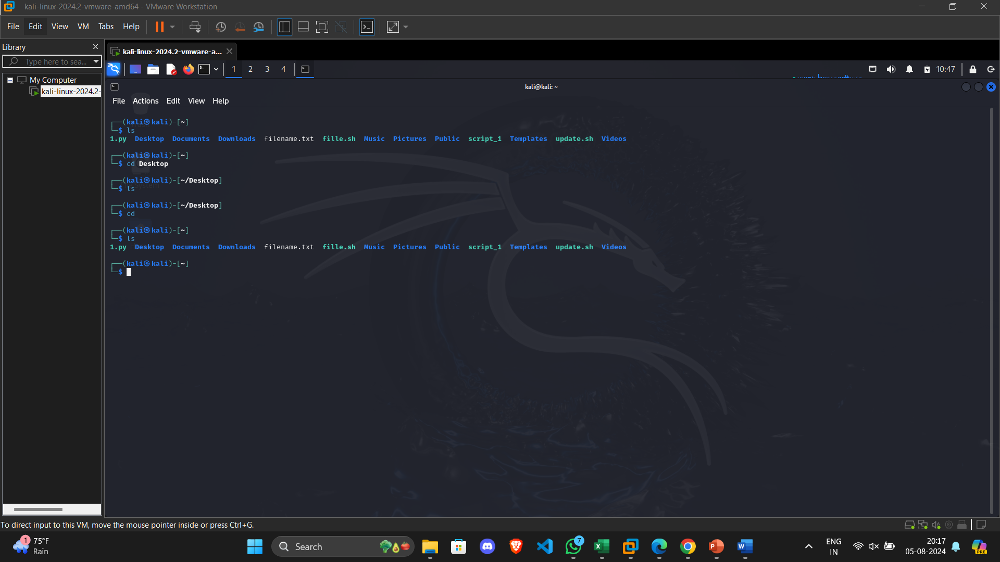 kali-linux-2024.2-vmware-amd64 - VMware Workstation
File Edit View VM Tabs Help
Library
Type here to sea...
My Computer
kali-linux-2024.2-
kali-linux-2024.2-vmware-a...
1 2 3 4
10:47
kali@kali: ~
File Actions Edit View Help
┌──(kali㉿kali)-[~]
└─$ ls
1.py Desktop Documents Downloads filename.txt fille.sh Music Pictures Public script_1 Templates update.sh Videos
┌──(kali㉿kali)-[~]
└─$ cd Desktop
┌──(kali㉿kali)-[~/Desktop]
└─$ ls
┌──(kali㉿kali)-[~/Desktop]
└─$ cd
┌──(kali㉿kali)-[~]
└─$ ls
1.py Desktop Documents Downloads filename.txt fille.sh Music Pictures Public script_1 Templates update.sh Videos
┌──(kali㉿kali)-[~]
└─$
To direct input to this VM, move the mouse pointer inside or press Ctrl+G.
1
75°F
Rain
Search
7
ENG
IN
20:17
05-08-2024
PRE